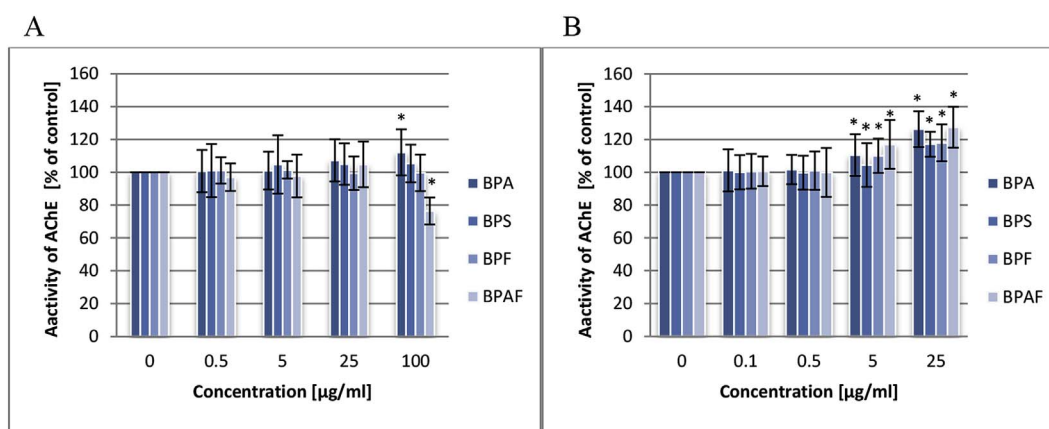 A
Aactivity of AChE [% of control]
160
140
120
100
80
60
40
20
0
*
*
0 0.5 5 25 100
Concentration [µg/ml]
BPA
BPS
BPF
BPAF
B
Aactivity of AChE [% of control]
160
140
120
100
80
60
40
20
0
* * * *
* * * *
0 0.1 0.5 5 25
Concentration [µg/ml]
BPA
BPS
BPF
BPAF